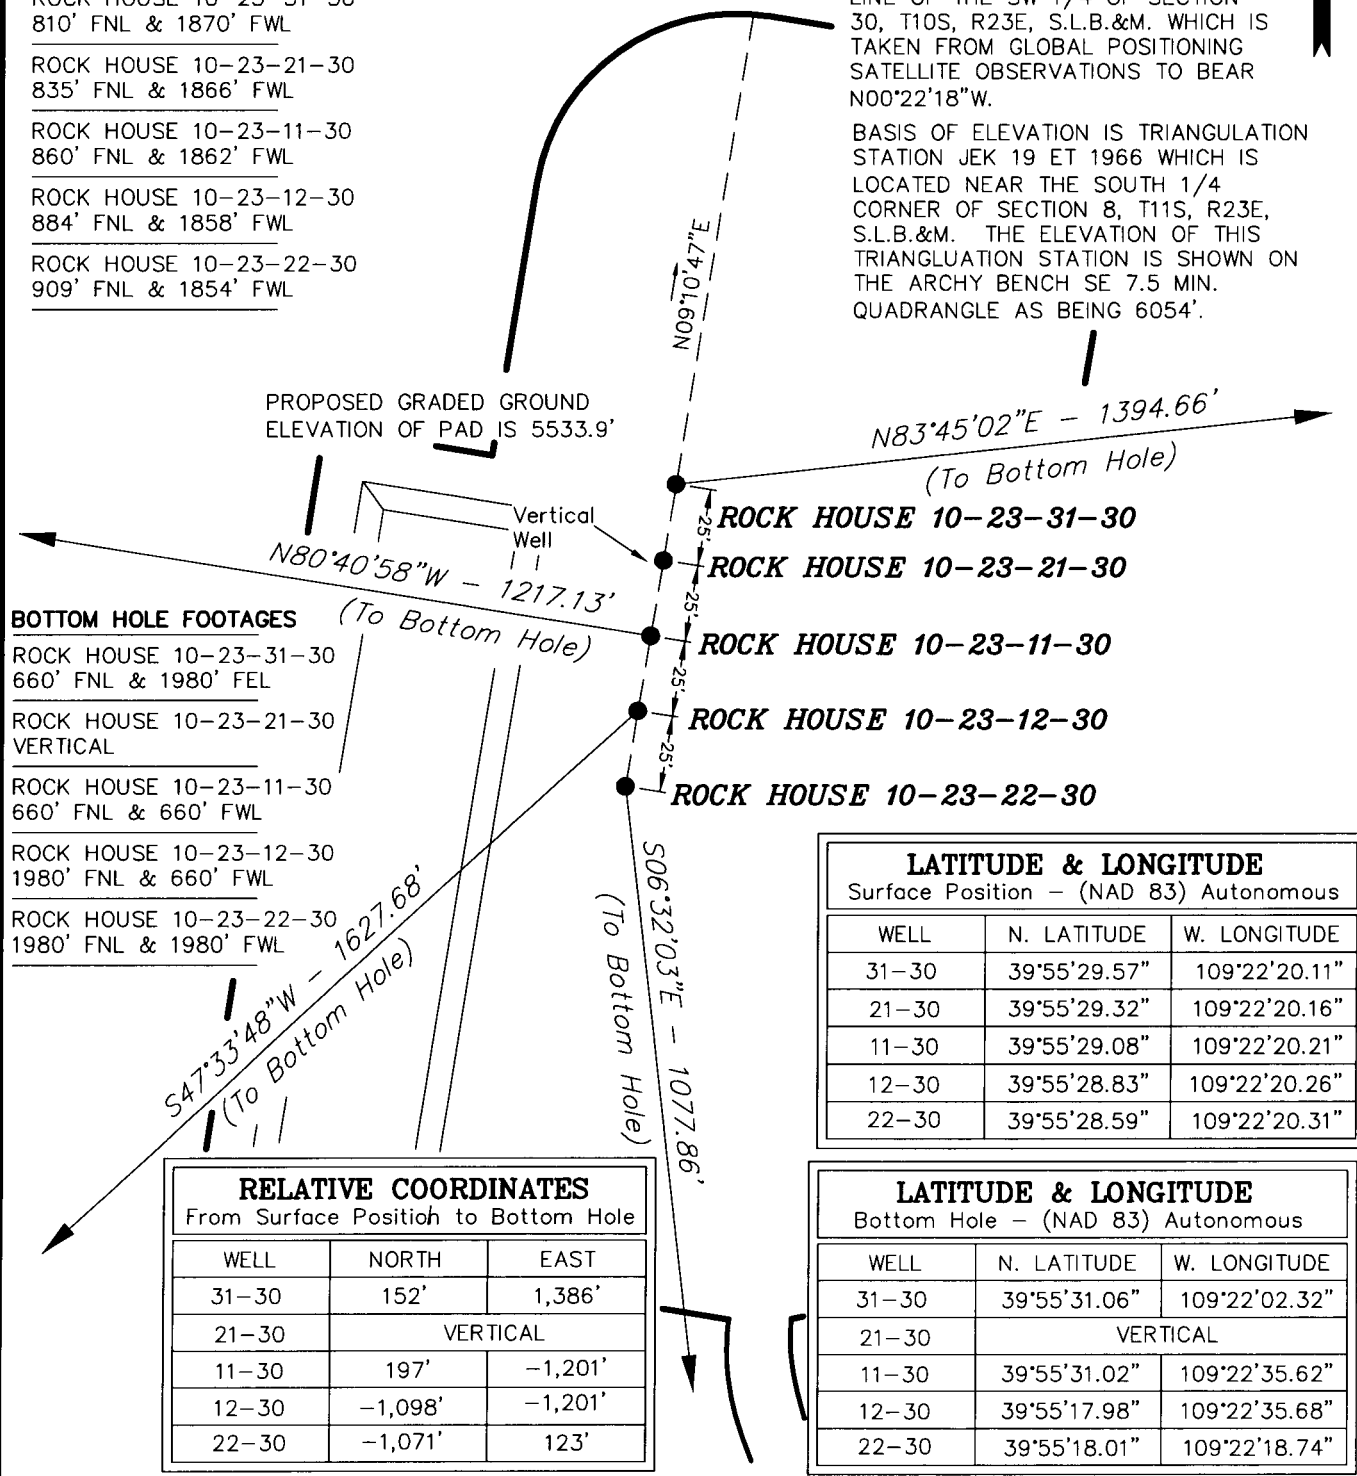 ROCK HOUSE 10-23-31-30
810' FNL & 1870' FWL
ROCK HOUSE 10-23-21-30
835' FNL & 1866' FWL
ROCK HOUSE 10-23-11-30
860' FNL & 1862' FWL
ROCK HOUSE 10-23-12-30
884' FNL & 1858' FWL
ROCK HOUSE 10-23-22-30
909' FNL & 1854' FWL
LINE OF THE SW 1/4 OF SECTION
30, T10S, R23E, S.L.B.&M. WHICH IS
TAKEN FROM GLOBAL POSITIONING
SATELLITE OBSERVATIONS TO BEAR
N00°22'18"W.
BASIS OF ELEVATION IS TRIANGULATION
STATION JEK 19 ET 1966 WHICH IS
LOCATED NEAR THE SOUTH 1/4
CORNER OF SECTION 8, T11S, R23E,
S.L.B.&M. THE ELEVATION OF THIS
TRIANGLUATION STATION IS SHOWN ON
THE ARCHY BENCH SE 7.5 MIN.
QUADRANGLE AS BEING 6054'.
N09°10'47"E
PROPOSED GRADED GROUND
ELEVATION OF PAD IS 5533.9'
N83°45'02"E - 1394.66'
(To Bottom Hole)
Vertical
Well
ROCK HOUSE 10-23-31-30
25'
ROCK HOUSE 10-23-21-30
25'
ROCK HOUSE 10-23-11-30
25'
ROCK HOUSE 10-23-12-30
25'
ROCK HOUSE 10-23-22-30
N80°40'58"W - 1217.13'
(To Bottom Hole)
BOTTOM HOLE FOOTAGES
ROCK HOUSE 10-23-31-30
660' FNL & 1980' FEL
ROCK HOUSE 10-23-21-30
VERTICAL
ROCK HOUSE 10-23-11-30
660' FNL & 660' FWL
ROCK HOUSE 10-23-12-30
1980' FNL & 660' FWL
ROCK HOUSE 10-23-22-30
1980' FNL & 1980' FWL
S47°33'48"W - 1627.68'
(To Bottom Hole)
S06°32'03"E - 1077.86'
(To Bottom Hole)
LATITUDE & LONGITUDE
Surface Position - (NAD 83) Autonomous
WELL N. LATITUDE W. LONGITUDE
31-30 39°55'29.57" 109°22'20.11"
21-30 39°55'29.32" 109°22'20.16"
11-30 39°55'29.08" 109°22'20.21"
12-30 39°55'28.83" 109°22'20.26"
22-30 39°55'28.59" 109°22'20.31"
RELATIVE COORDINATES
From Surface Position to Bottom Hole
WELL NORTH EAST
31-30 152' 1,386'
21-30 VERTICAL
11-30 197' -1,201'
12-30 -1,098' -1,201'
22-30 -1,071' 123'
LATITUDE & LONGITUDE
Bottom Hole - (NAD 83) Autonomous
WELL N. LATITUDE W. LONGITUDE
31-30 39°55'31.06" 109°22'02.32"
21-30 VERTICAL
11-30 39°55'31.02" 109°22'35.62"
12-30 39°55'17.98" 109°22'35.68"
22-30 39°55'18.01" 109°22'18.74"